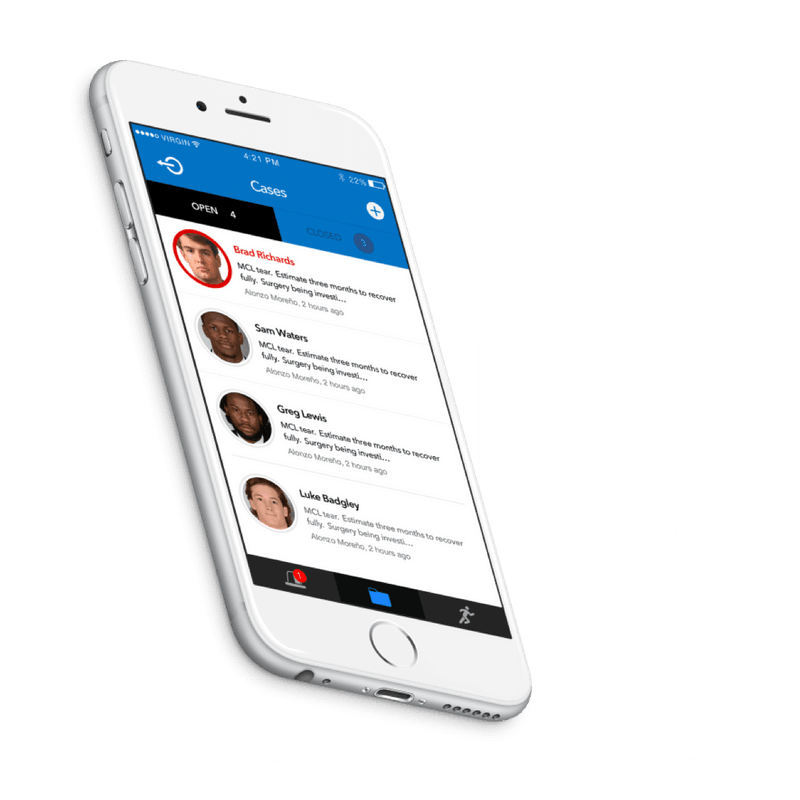 VIRGIN
4:21 PM
22%
Cases
OPEN 4
CLOSED 3
Brad Richards
MCL tear. Estimate three months to recover
fully. Surgery being investi...
Alonzo Moreño, 2 hours ago
Sam Waters
MCL tear. Estimate three months to recover
fully. Surgery being investi...
Alonzo Moreño, 2 hours ago
Greg Lewis
MCL tear. Estimate three months to recover
fully. Surgery being investi...
Alonzo Moreño, 2 hours ago
Luke Badgley
MCL tear. Estimate three months to recover
fully. Surgery being investi...
Alonzo Moreño, 2 hours ago
1